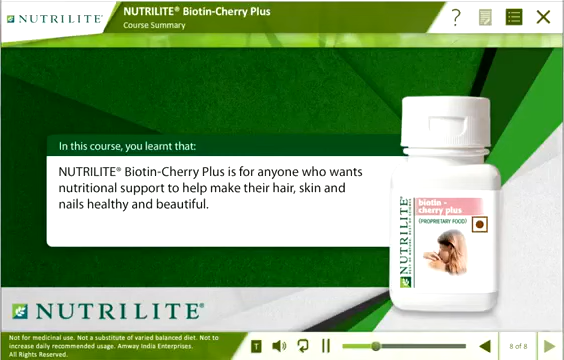 NUTRILITE
NUTRILITE® Biotin-Cherry Plus
Course Summary
?
In this course, you learnt that:
NUTRILITE® Biotin-Cherry Plus is for anyone who wants
nutritional support to help make their hair, skin and
nails healthy and beautiful.
NUTRILITE
biotin -
cherry plus
(PROPRIETARY FOOD)
NUTRILITE®
Not for medicinal use. Not a substitute of varied balanced diet. Not to
increase daily recommended usage. Amway India Enterprises.
All Rights Reserved.
T
8 of 8